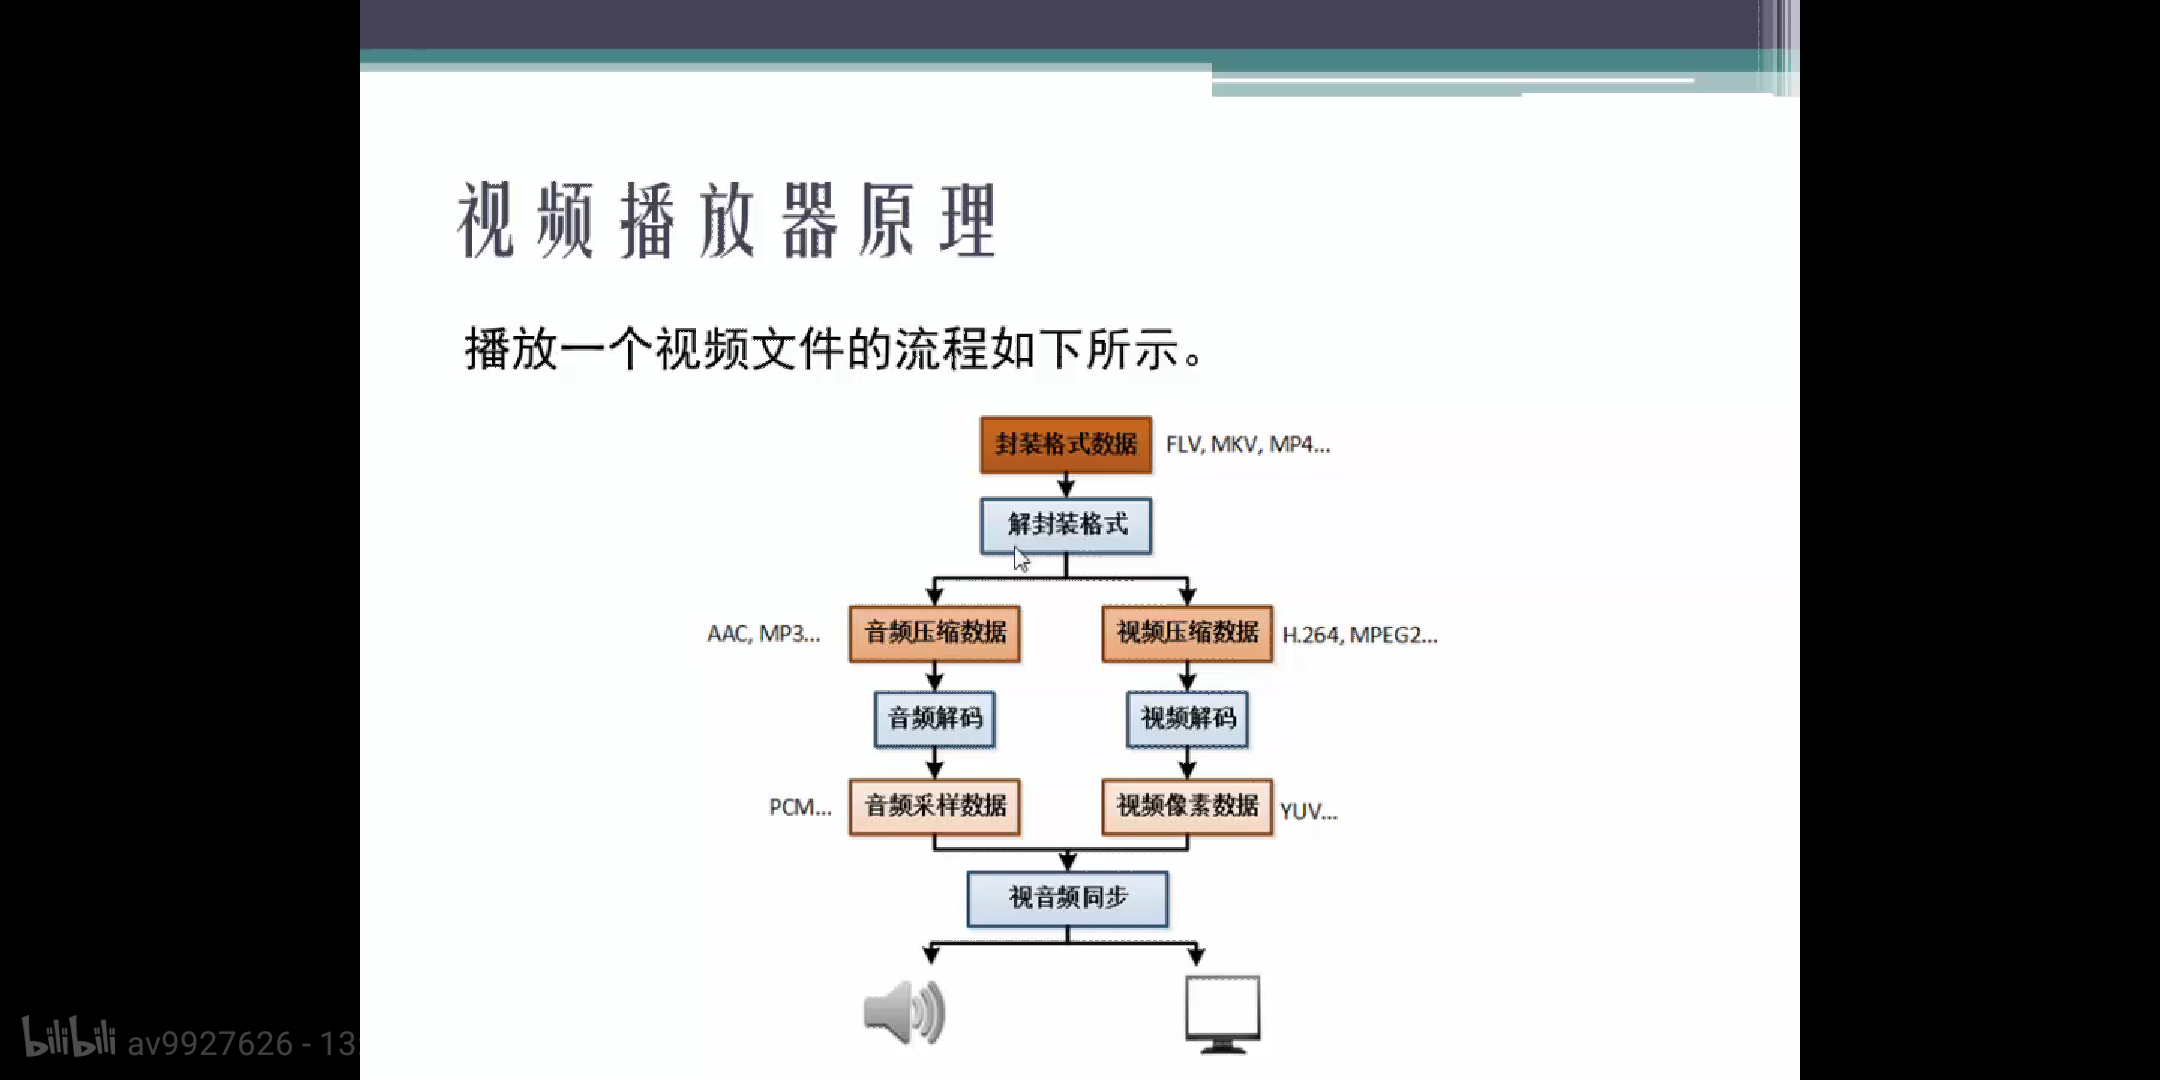 视频播放器原理
播放一个视频文件的流程如下所示。
封装格式数据 FLV, MKV, MP4...
解封装格式
AAC, MP3... 音频压缩数据 视频压缩数据 H.264, MPEG2...
音频解码 视频解码
PCM... 音频采样数据 视频像素数据 YUV...
视音频同步
bilibili av9927626 - 13